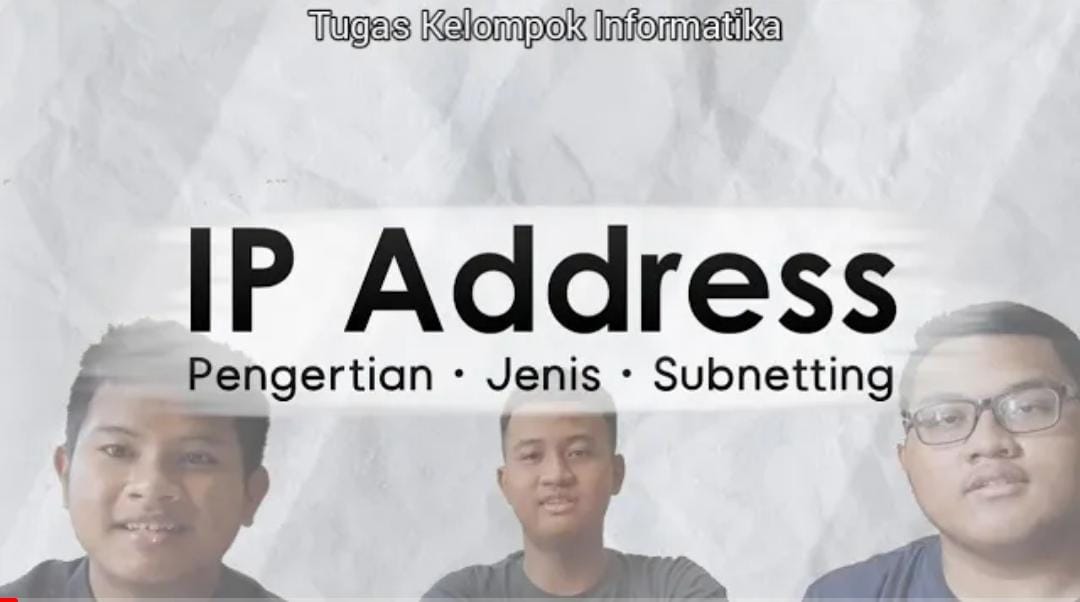 Tugas Kelompok Informatika
IP Address
Pengertian • Jenis • Subnetting